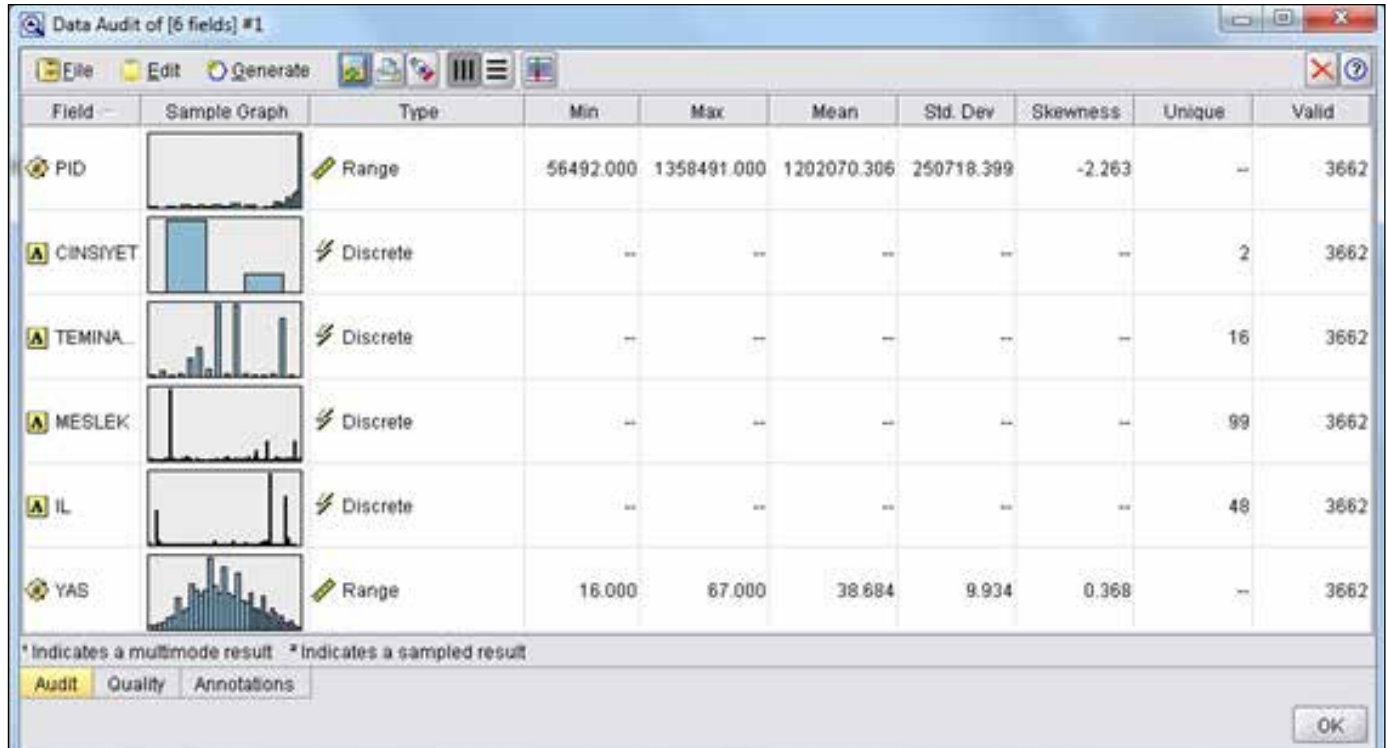 Data Audit of [6 fields] #1
File Edit Generate
Field Sample Graph Type Min Max Mean Std. Dev Skewness Unique Valid
PID Range 56492.000 1358491.000 1202070.306 250718.399 -2.263 -- 3662
A CINSIYET Discrete -- -- -- -- -- 2 3662
A TEMINA... Discrete -- -- -- -- -- 16 3662
A MESLEK Discrete -- -- -- -- -- 99 3662
A IL Discrete -- -- -- -- -- 48 3662
YAS Range 16.000 67.000 38.684 9.934 0.368 -- 3662
¹ Indicates a multimode result ² Indicates a sampled result
Audit Quality Annotations
OK